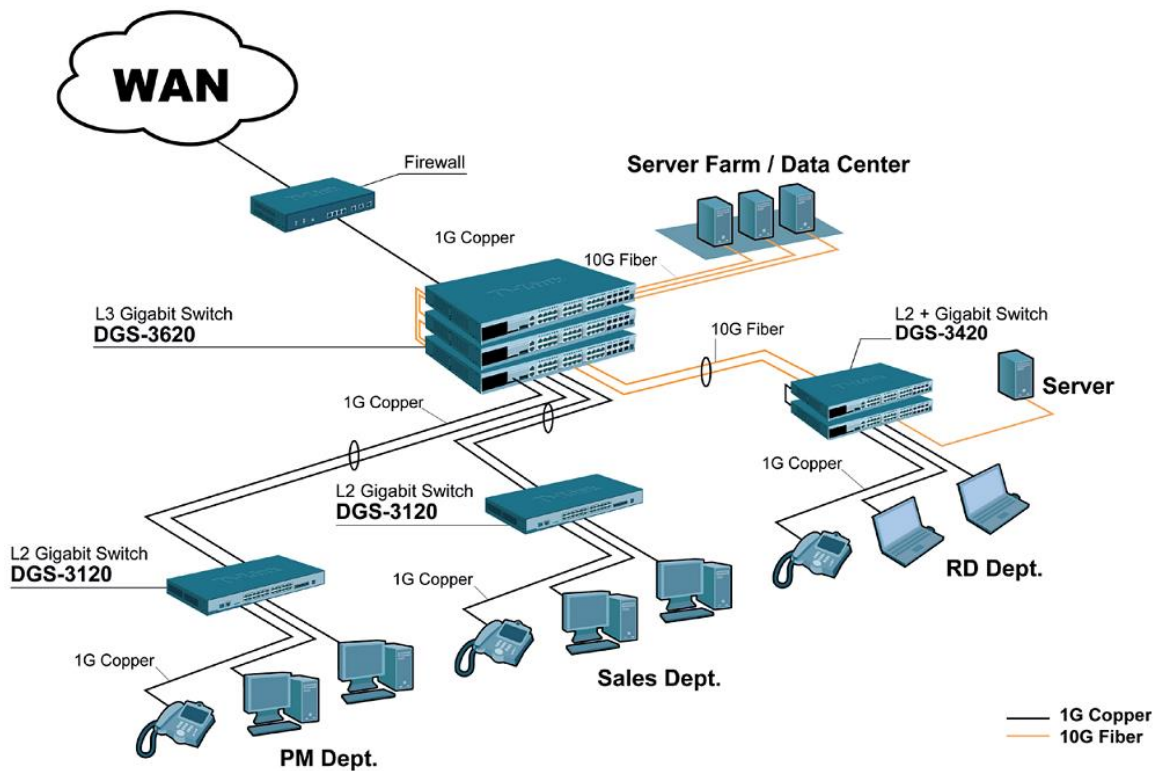 WAN
Firewall
Server Farm / Data Center
1G Copper
10G Fiber
L3 Gigabit Switch
DGS-3620
10G Fiber
L2 + Gigabit Switch
DGS-3420
Server
1G Copper
1G Copper
L2 Gigabit Switch
DGS-3120
RD Dept.
L2 Gigabit Switch
DGS-3120
1G Copper
1G Copper
Sales Dept.
PM Dept.
1G Copper
10G Fiber